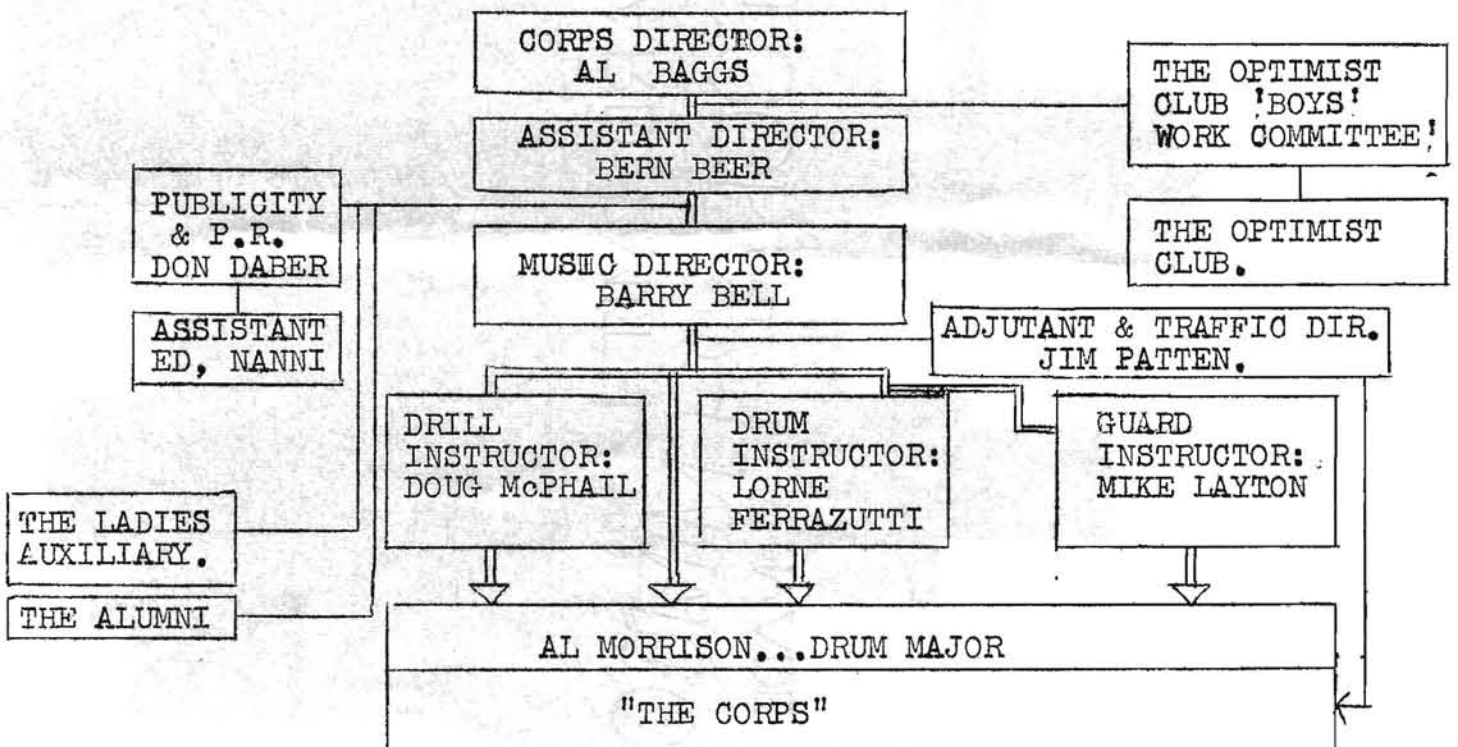 CORPS DIRECTOR:
AL BAGGS
THE OPTIMIST
CLUB 'BOYS'
WORK COMMITTEE'
ASSISTANT DIRECTOR:
BERN BEER
PUBLICITY
& P.R.
DON DABER
THE OPTIMIST
CLUB.
MUSIC DIRECTOR:
BARRY BELL
ASSISTANT
ED, NANNI
ADJUTANT & TRAFFIC DIR.
JIM PATTEN.
DRILL
INSTRUCTOR:
DOUG McPHAIL
DRUM
INSTRUCTOR:
LORNE
FERRAZUTTI
GUARD
INSTRUCTOR:
MIKE LAYTON
THE LADIES
AUXILIARY.
THE ALUMNI
AL MORRISON...DRUM MAJOR
"THE CORPS"